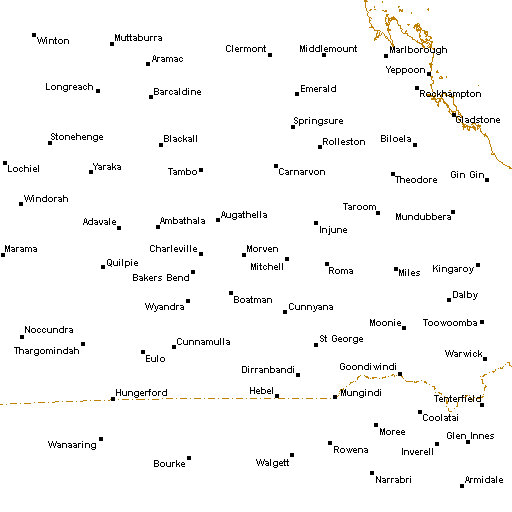 Winton
Muttaburra
Clermont
Middlemount
Marlborough
Aramac
Yeppoon
Longreach
Barcaldine
Emerald
Rockhampton
Gladstone
Springsure
Stonehenge
Blackall
Rolleston
Biloela
Lochiel
Yaraka
Tambo
Carnarvon
Theodore
Gin Gin
Windorah
Taroom
Mundubbera
Adavale
Ambathala
Augathella
Injune
Marama
Charleville
Morven
Quilpie
Bakers Bend
Mitchell
Roma
Miles
Kingaroy
Wyandra
Boatman
Cunnyana
Dalby
Noccundra
Moonie
Toowoomba
Thargomindah
Eulo
Cunnamulla
St George
Warwick
Dirranbandi
Goondiwindi
Hungerford
Hebel
Mungindi
Tenterfield
Coolatai
Wanaaring
Moree
Glen Innes
Bourke
Walgett
Rowena
Inverell
Narrabri
Armidale